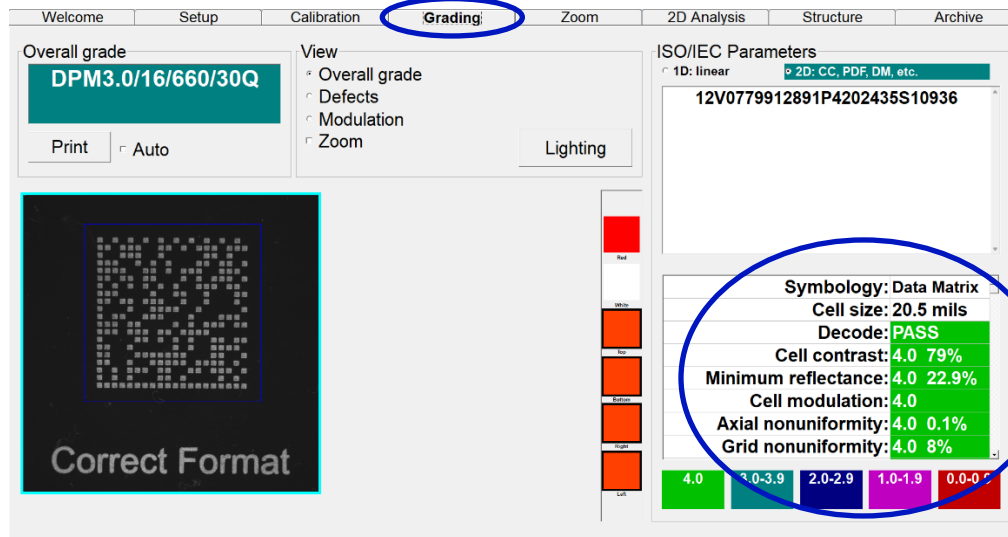 Welcome Setup Calibration Grading Zoom 2D Analysis Structure Archive
Overall grade
DPM3.0/16/660/30Q
Print Auto
View
Overall grade
Defects
Modulation
Zoom
Lighting
ISO/IEC Parameters
1D: linear 2D: CC, PDF, DM, etc.
12V0779912891P4202435S10936
Correct Format
Red
White
Top
Bottom
Right
Left
Symbology: Data Matrix
Cell size: 20.5 mils
Decode: PASS
Cell contrast: 4.0 79%
Minimum reflectance: 4.0 22.9%
Cell modulation: 4.0
Axial nonuniformity: 4.0 0.1%
Grid nonuniformity: 4.0 8%
4.0 3.0-3.9 2.0-2.9 1.0-1.9 0.0-0.9